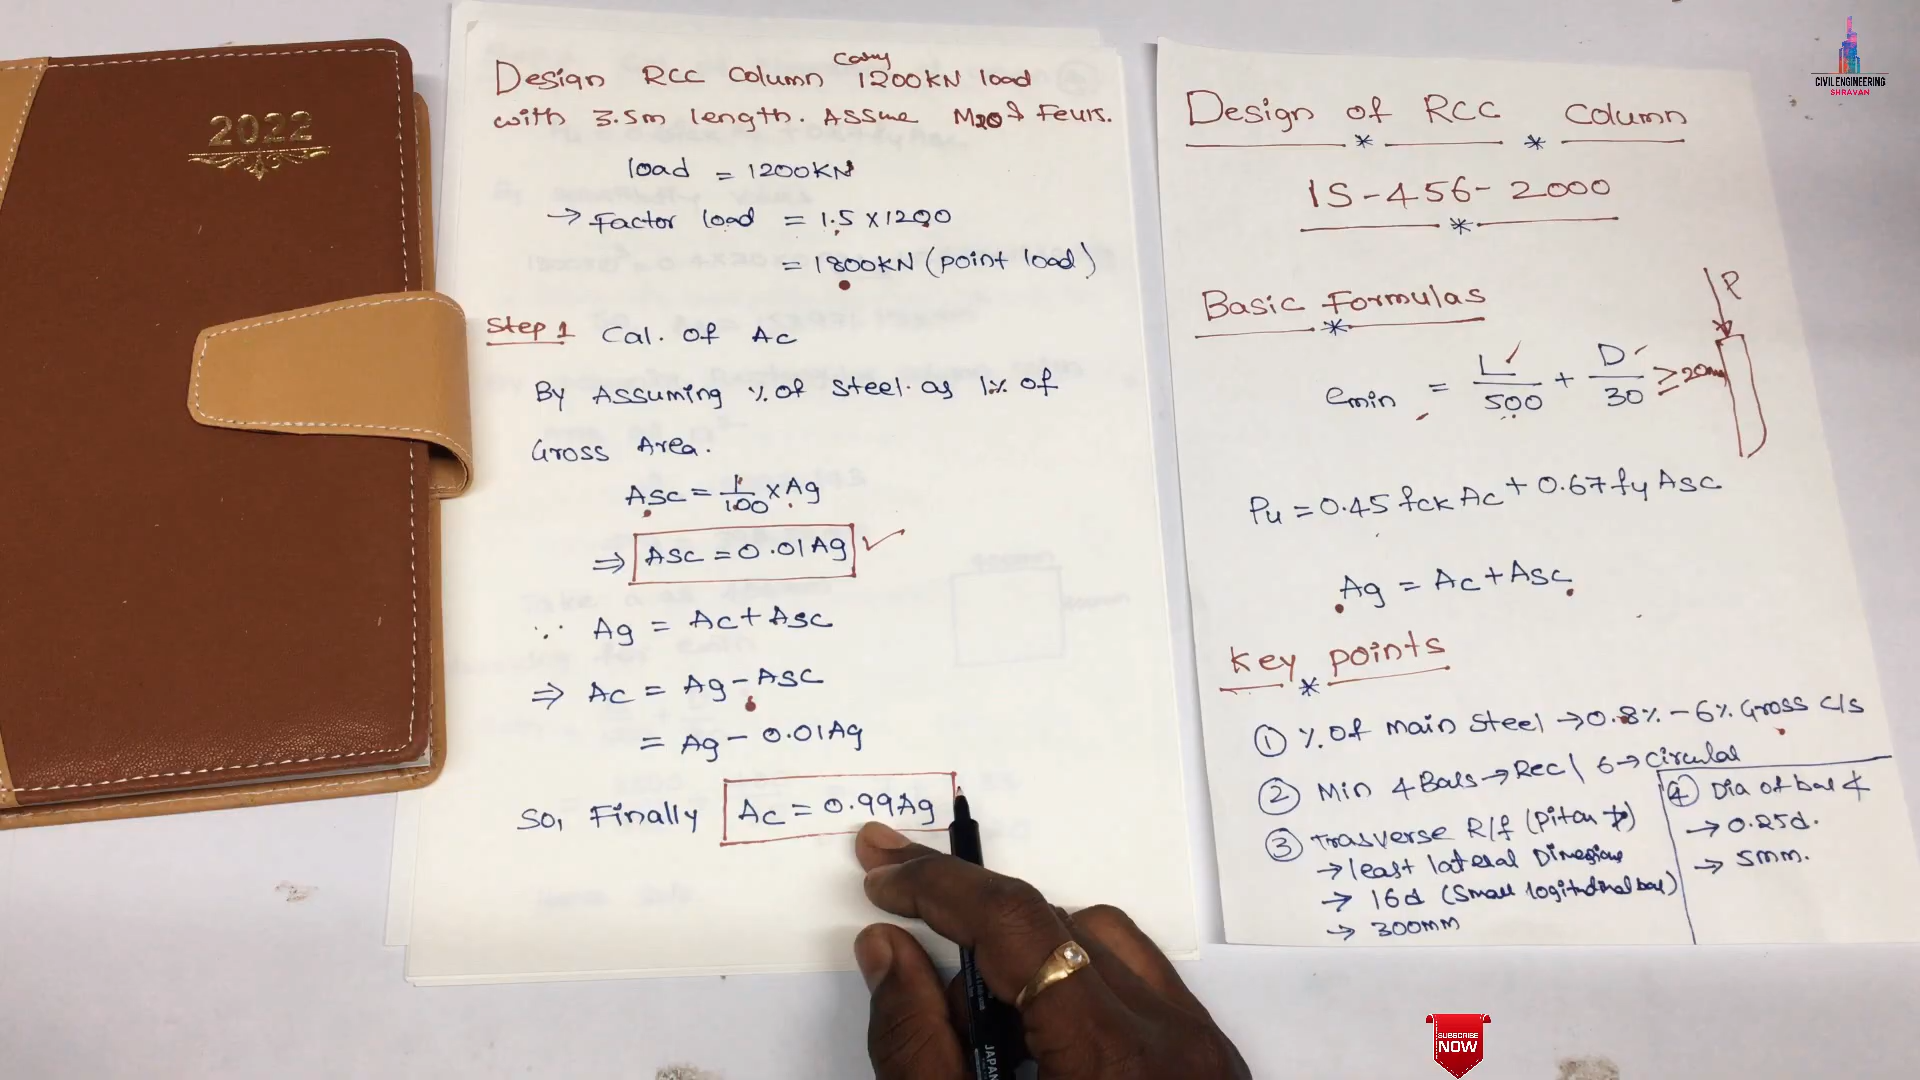 2022
Design RCC Column Carry 1200KN load
with 3.5m length. Assume M20 & Fe415.
load = 1200KN
→ Factor load = 1.5 × 1200
= 1800KN (point load)
Step 1 Cal. of Ac
By Assuming % of Steel as 1% of
Gross Area.
Asc = 1/100 × Ag
⇒ Asc = 0.01Ag ✓
∵ Ag = Ac + Asc
⇒ Ac = Ag - Asc
= Ag - 0.01Ag
So, Finally Ac = 0.99Ag
Design of RCC Column
IS-456-2000
Basic Formulas
P
emin = L/500 + D/30 ≥ 20mm
Pu = 0.45 fck Ac + 0.67 fy Asc
Ag = Ac + Asc
Key points
① % of main Steel → 0.8% - 6% Gross C/s
② Min 4 Bars → Rec | 6 → circular
③ Trasverse R/f (Pitch)
→ least lateral Dimesions
→ 16d (Small logitudinal bar)
→ 300mm
④ Dia of bar
→ 0.25d.
→ 5mm.
CIVIL ENGINEERING
SHRAVAN
SUBSCRIBE
NOW
JAPAN